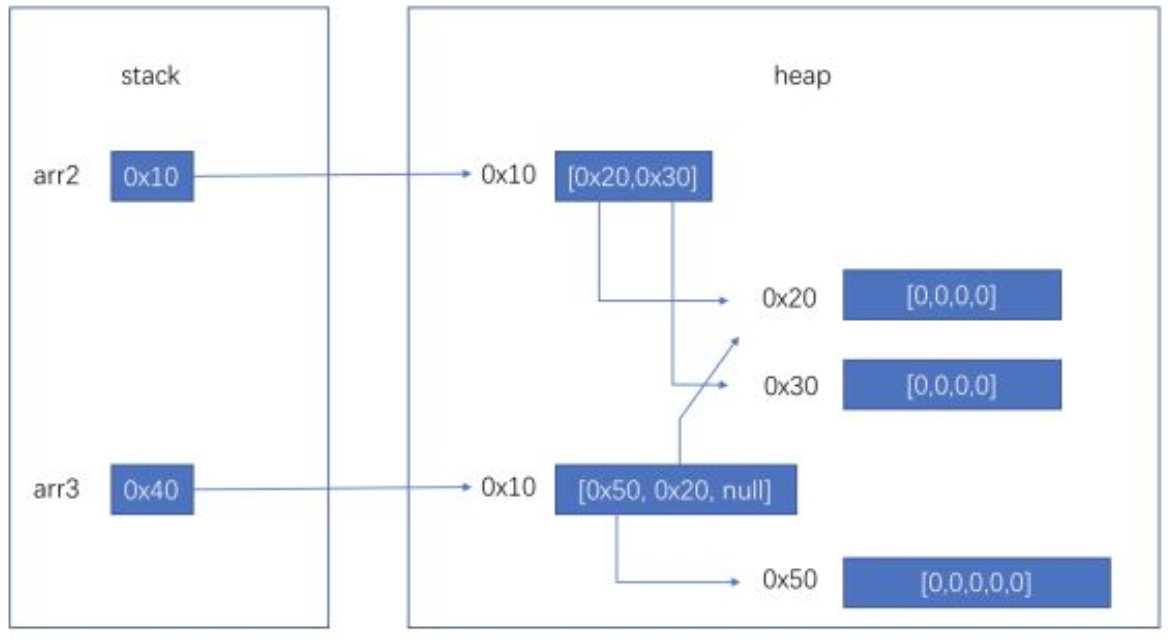 stack
heap
arr2 0x10 0x10 [0x20,0x30]
0x20 [0,0,0,0]
0x30 [0,0,0,0]
arr3 0x40 0x10 [0x50, 0x20, null]
0x50 [0,0,0,0,0]